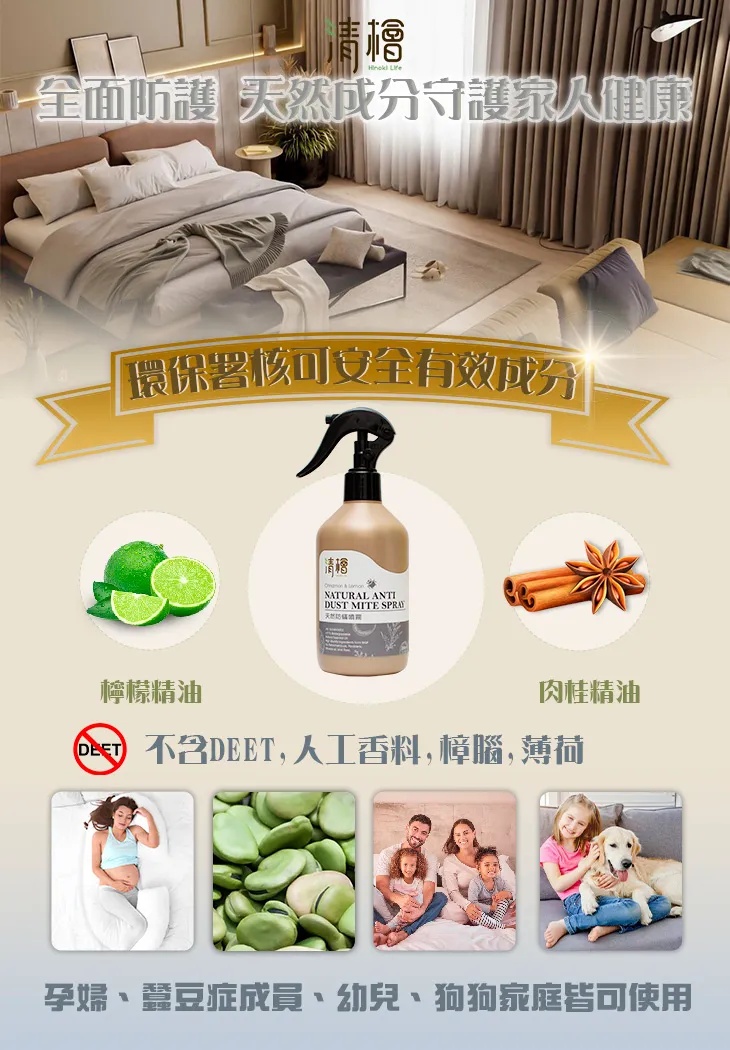 清檜
Hinoki Life
全面防護 天然成分守護家人健康
環保署核可安全有效成分
清檜
Cinnamon & Lemon
NATURAL ANTI
DUST MITE SPRAY
天然防蟎噴霧
檸檬精油
肉桂精油
DEET
不含DEET,人工香料,樟腦,薄荷
孕婦、蠶豆症成員、幼兒、狗狗家庭皆可使用